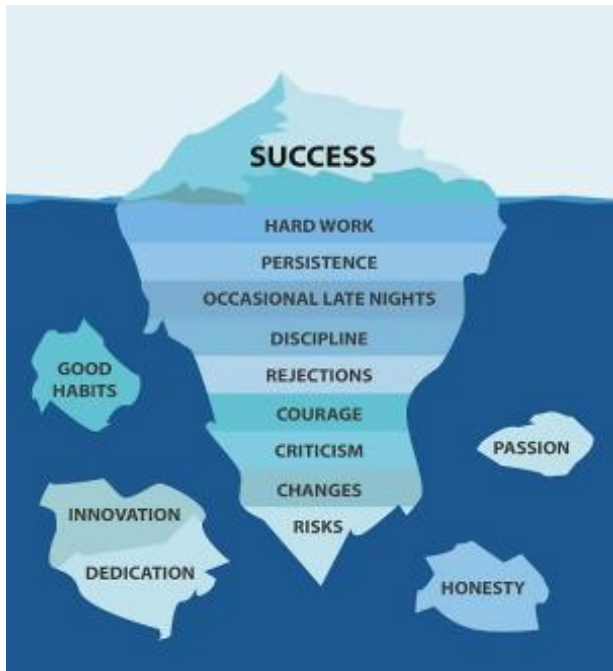 SUCCESS
HARD WORK
PERSISTENCE
OCCASIONAL LATE NIGHTS
DISCIPLINE
REJECTIONS
COURAGE
CRITICISM
CHANGES
RISKS
GOOD
HABITS
INNOVATION
DEDICATION
PASSION
HONESTY